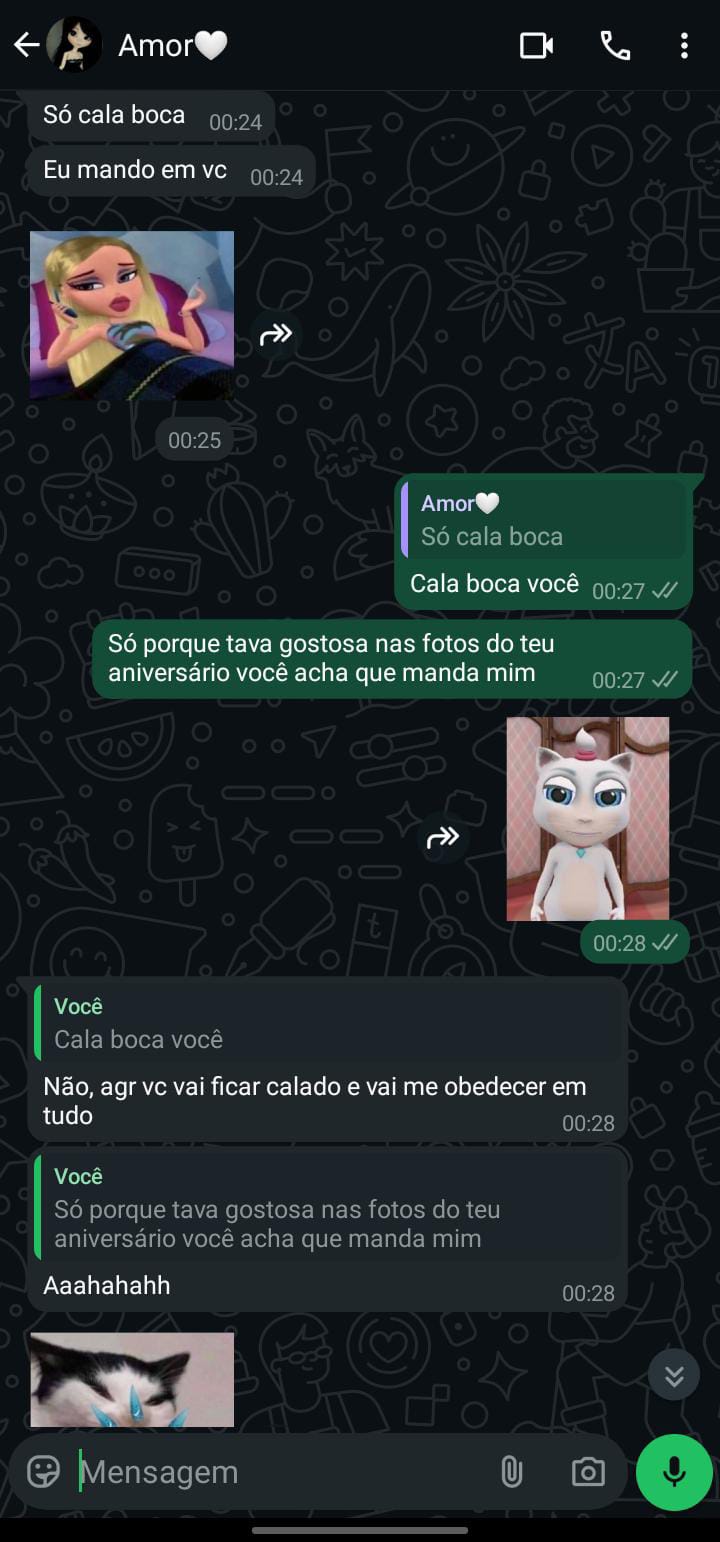 Amor🤍
Só cala boca 00:24
Eu mando em vc 00:24
00:25
Amor🤍
Só cala boca
Cala boca você 00:27
Só porque tava gostosa nas fotos do teu
aniversário você acha que manda mim 00:27
00:28
Você
Cala boca você
Não, agr vc vai ficar calado e vai me obedecer em
tudo 00:28
Você
Só porque tava gostosa nas fotos do teu
aniversário você acha que manda mim
Aaahahahh 00:28
Mensagem